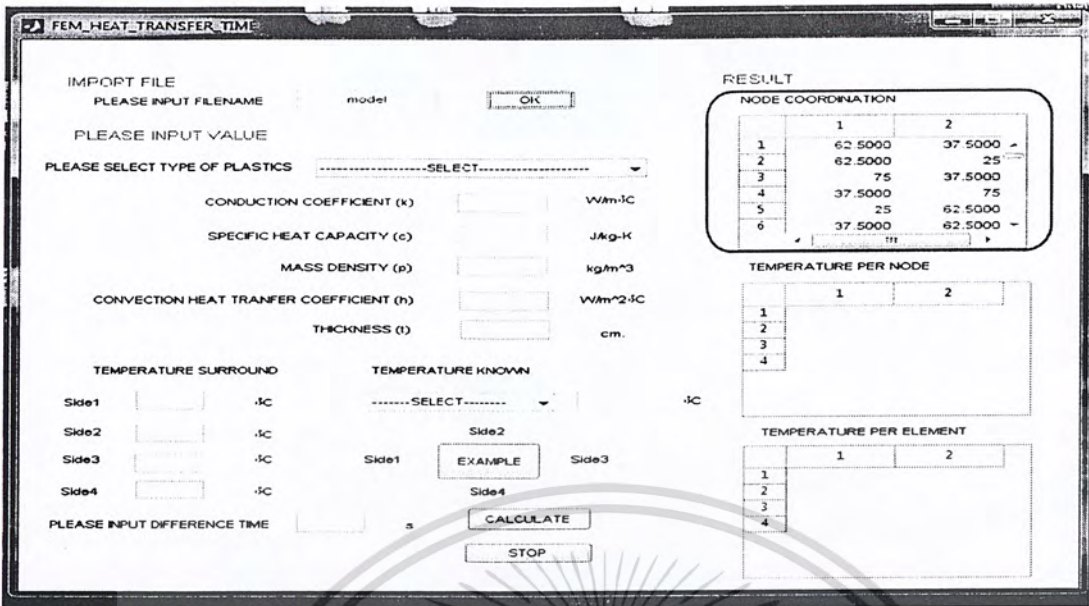 FEM_HEAT_TRANSFER_TIME
IMPORT FILE
PLEASE INPUT FILENAME model OK
PLEASE INPUT VALUE
PLEASE SELECT TYPE OF PLASTICS --------------------SELECT--------------------
CONDUCTION COEFFICIENT (k) W/m·°C
SPECIFIC HEAT CAPACITY (c) J/kg-K
MASS DENSITY (p) kg/m^3
CONVECTION HEAT TRANFER COEFFICIENT (h) W/m^2·°C
THICKNESS (t) cm.
TEMPERATURE SURROUND
Side1 °C
Side2 °C
Side3 °C
Side4 °C
TEMPERATURE KNOWN
-------SELECT-------- °C
Side2
Side1 EXAMPLE Side3
Side4
PLEASE INPUT DIFFERENCE TIME s
CALCULATE
STOP
RESULT
NODE COORDINATION
1 2
1 62.5000 37.5000
2 62.5000 25
3 75 37.5000
4 37.5000 75
5 25 62.5000
6 37.5000 62.5000
TEMPERATURE PER NODE
1 2
1
2
3
4
TEMPERATURE PER ELEMENT
1 2
1
2
3
4